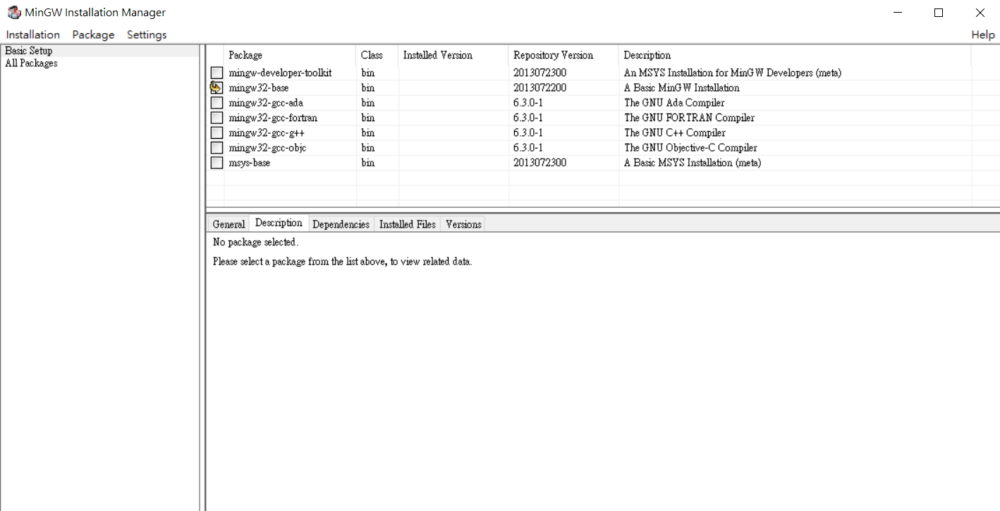 MinGW Installation Manager
Installation Package Settings Help
Basic Setup
All Packages
Package Class Installed Version Repository Version Description
mingw-developer-toolkit bin 2013072300 An MSYS Installation for MinGW Developers (meta)
mingw32-base bin 2013072200 A Basic MinGW Installation
mingw32-gcc-ada bin 6.3.0-1 The GNU Ada Compiler
mingw32-gcc-fortran bin 6.3.0-1 The GNU FORTRAN Compiler
mingw32-gcc-g++ bin 6.3.0-1 The GNU C++ Compiler
mingw32-gcc-objc bin 6.3.0-1 The GNU Objective-C Compiler
msys-base bin 2013072300 A Basic MSYS Installation (meta)
General Description Dependencies Installed Files Versions
No package selected.
Please select a package from the list above, to view related data.